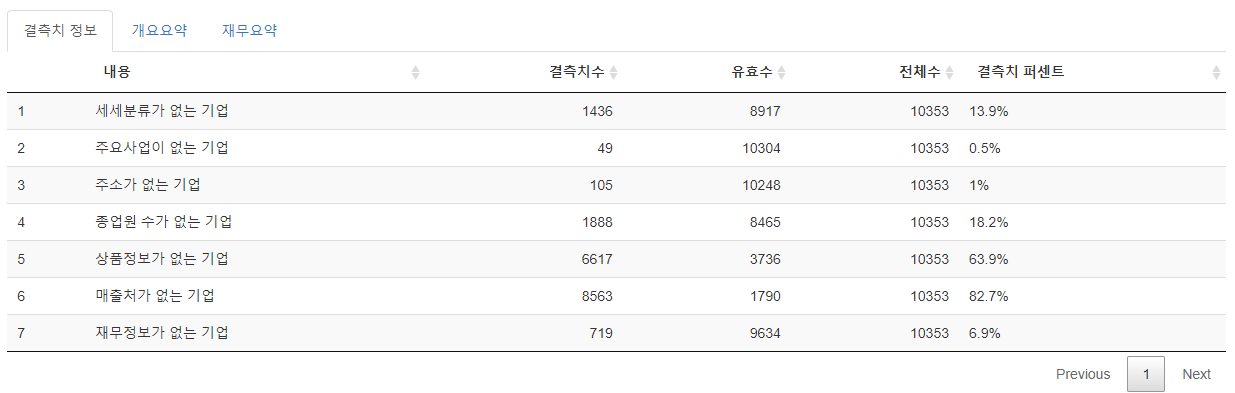 결측치 정보 개요요약 재무요약
내용 결측치수 유효수 전체수 결측치 퍼센트
1 세세분류가 없는 기업 1436 8917 10353 13.9%
2 주요사업이 없는 기업 49 10304 10353 0.5%
3 주소가 없는 기업 105 10248 10353 1%
4 종업원 수가 없는 기업 1888 8465 10353 18.2%
5 상품정보가 없는 기업 6617 3736 10353 63.9%
6 매출처가 없는 기업 8563 1790 10353 82.7%
7 재무정보가 없는 기업 719 9634 10353 6.9%
Previous 1 Next